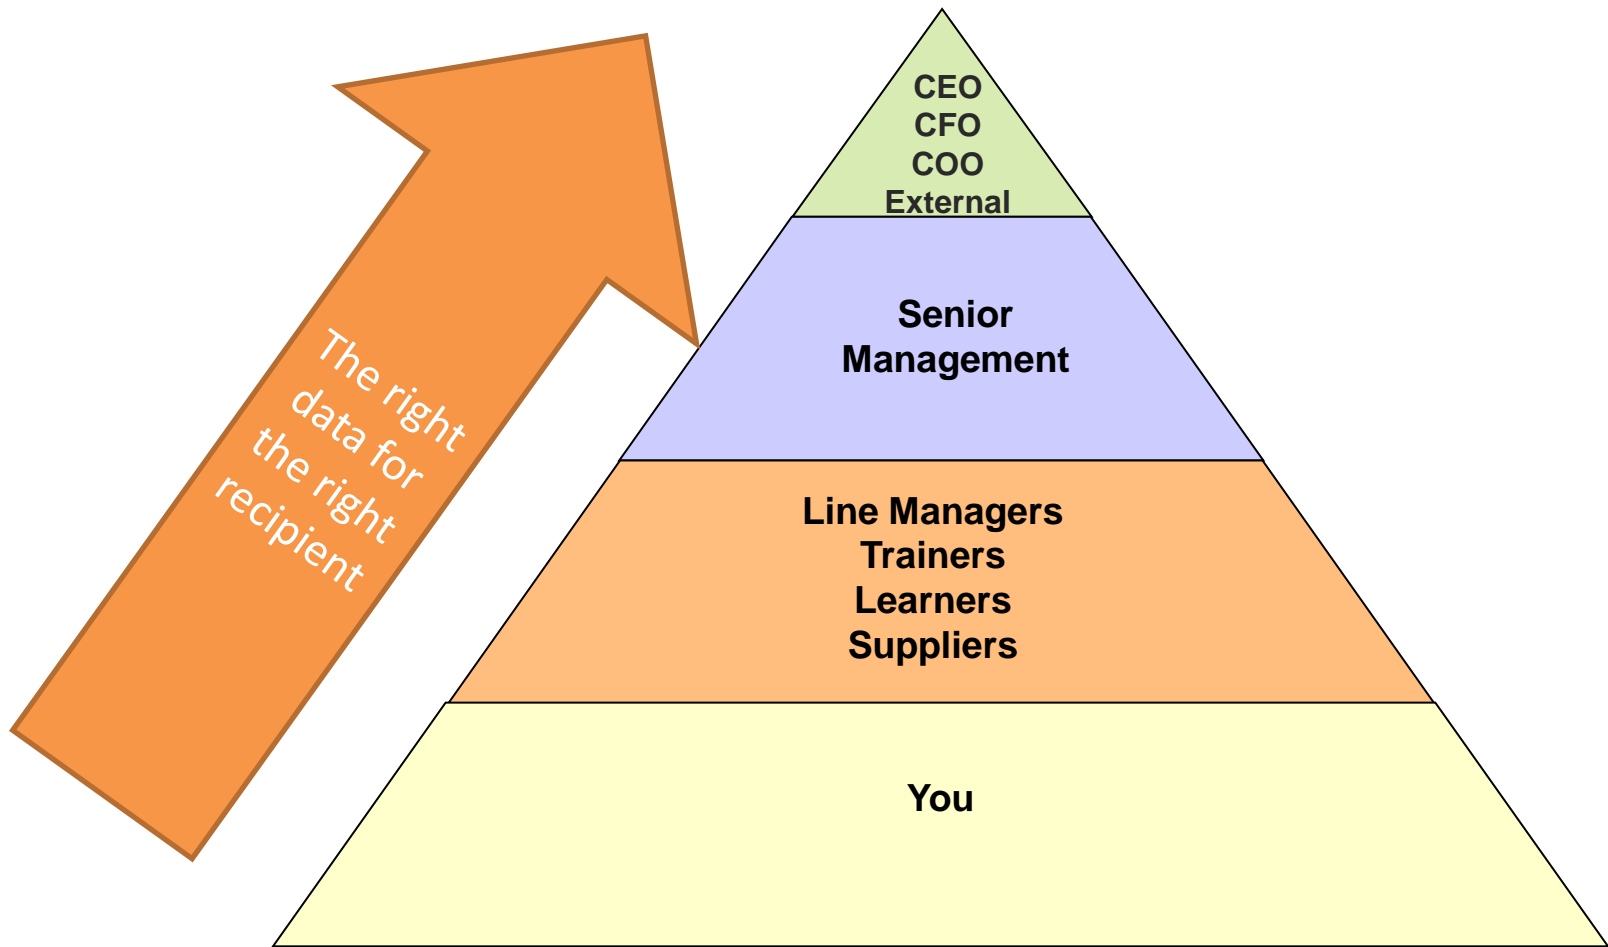 CEO
CFO
COO
External
Senior
Management
The right
data for
the right
recipient
Line Managers
Trainers
Learners
Suppliers
You